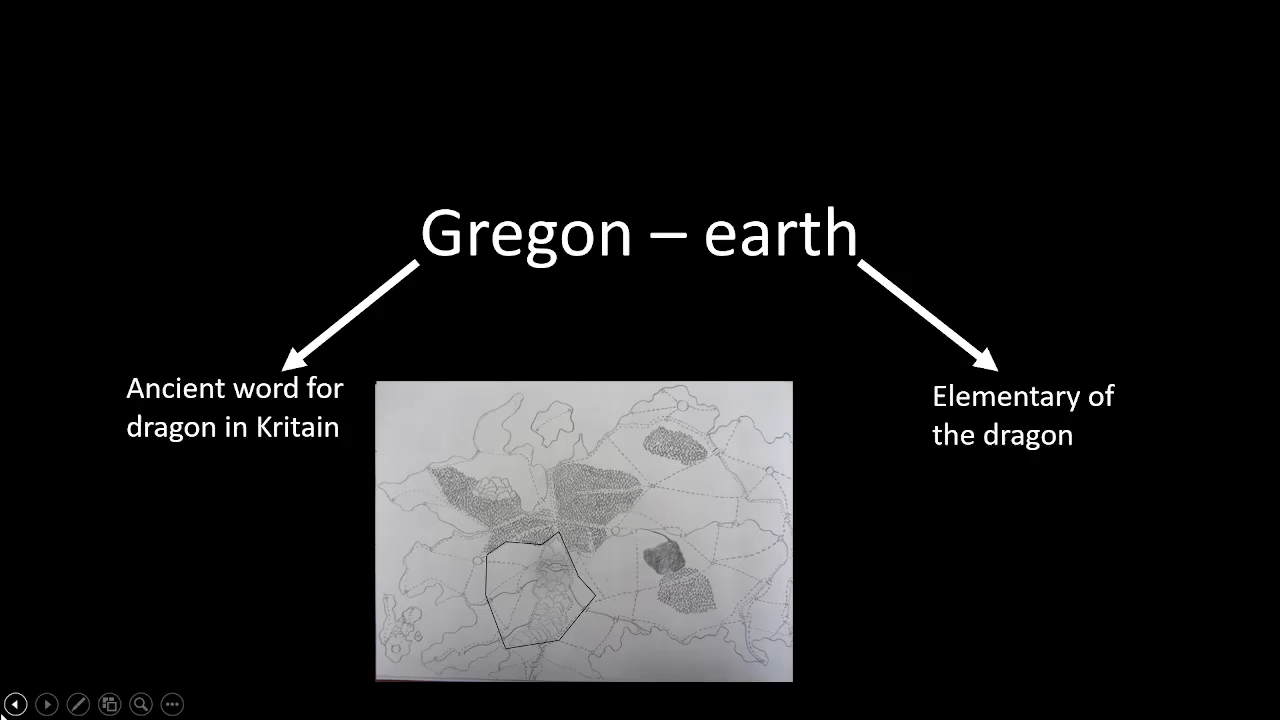 Gregon – earth
Ancient word for
dragon in Kritain
Elementary of
the dragon